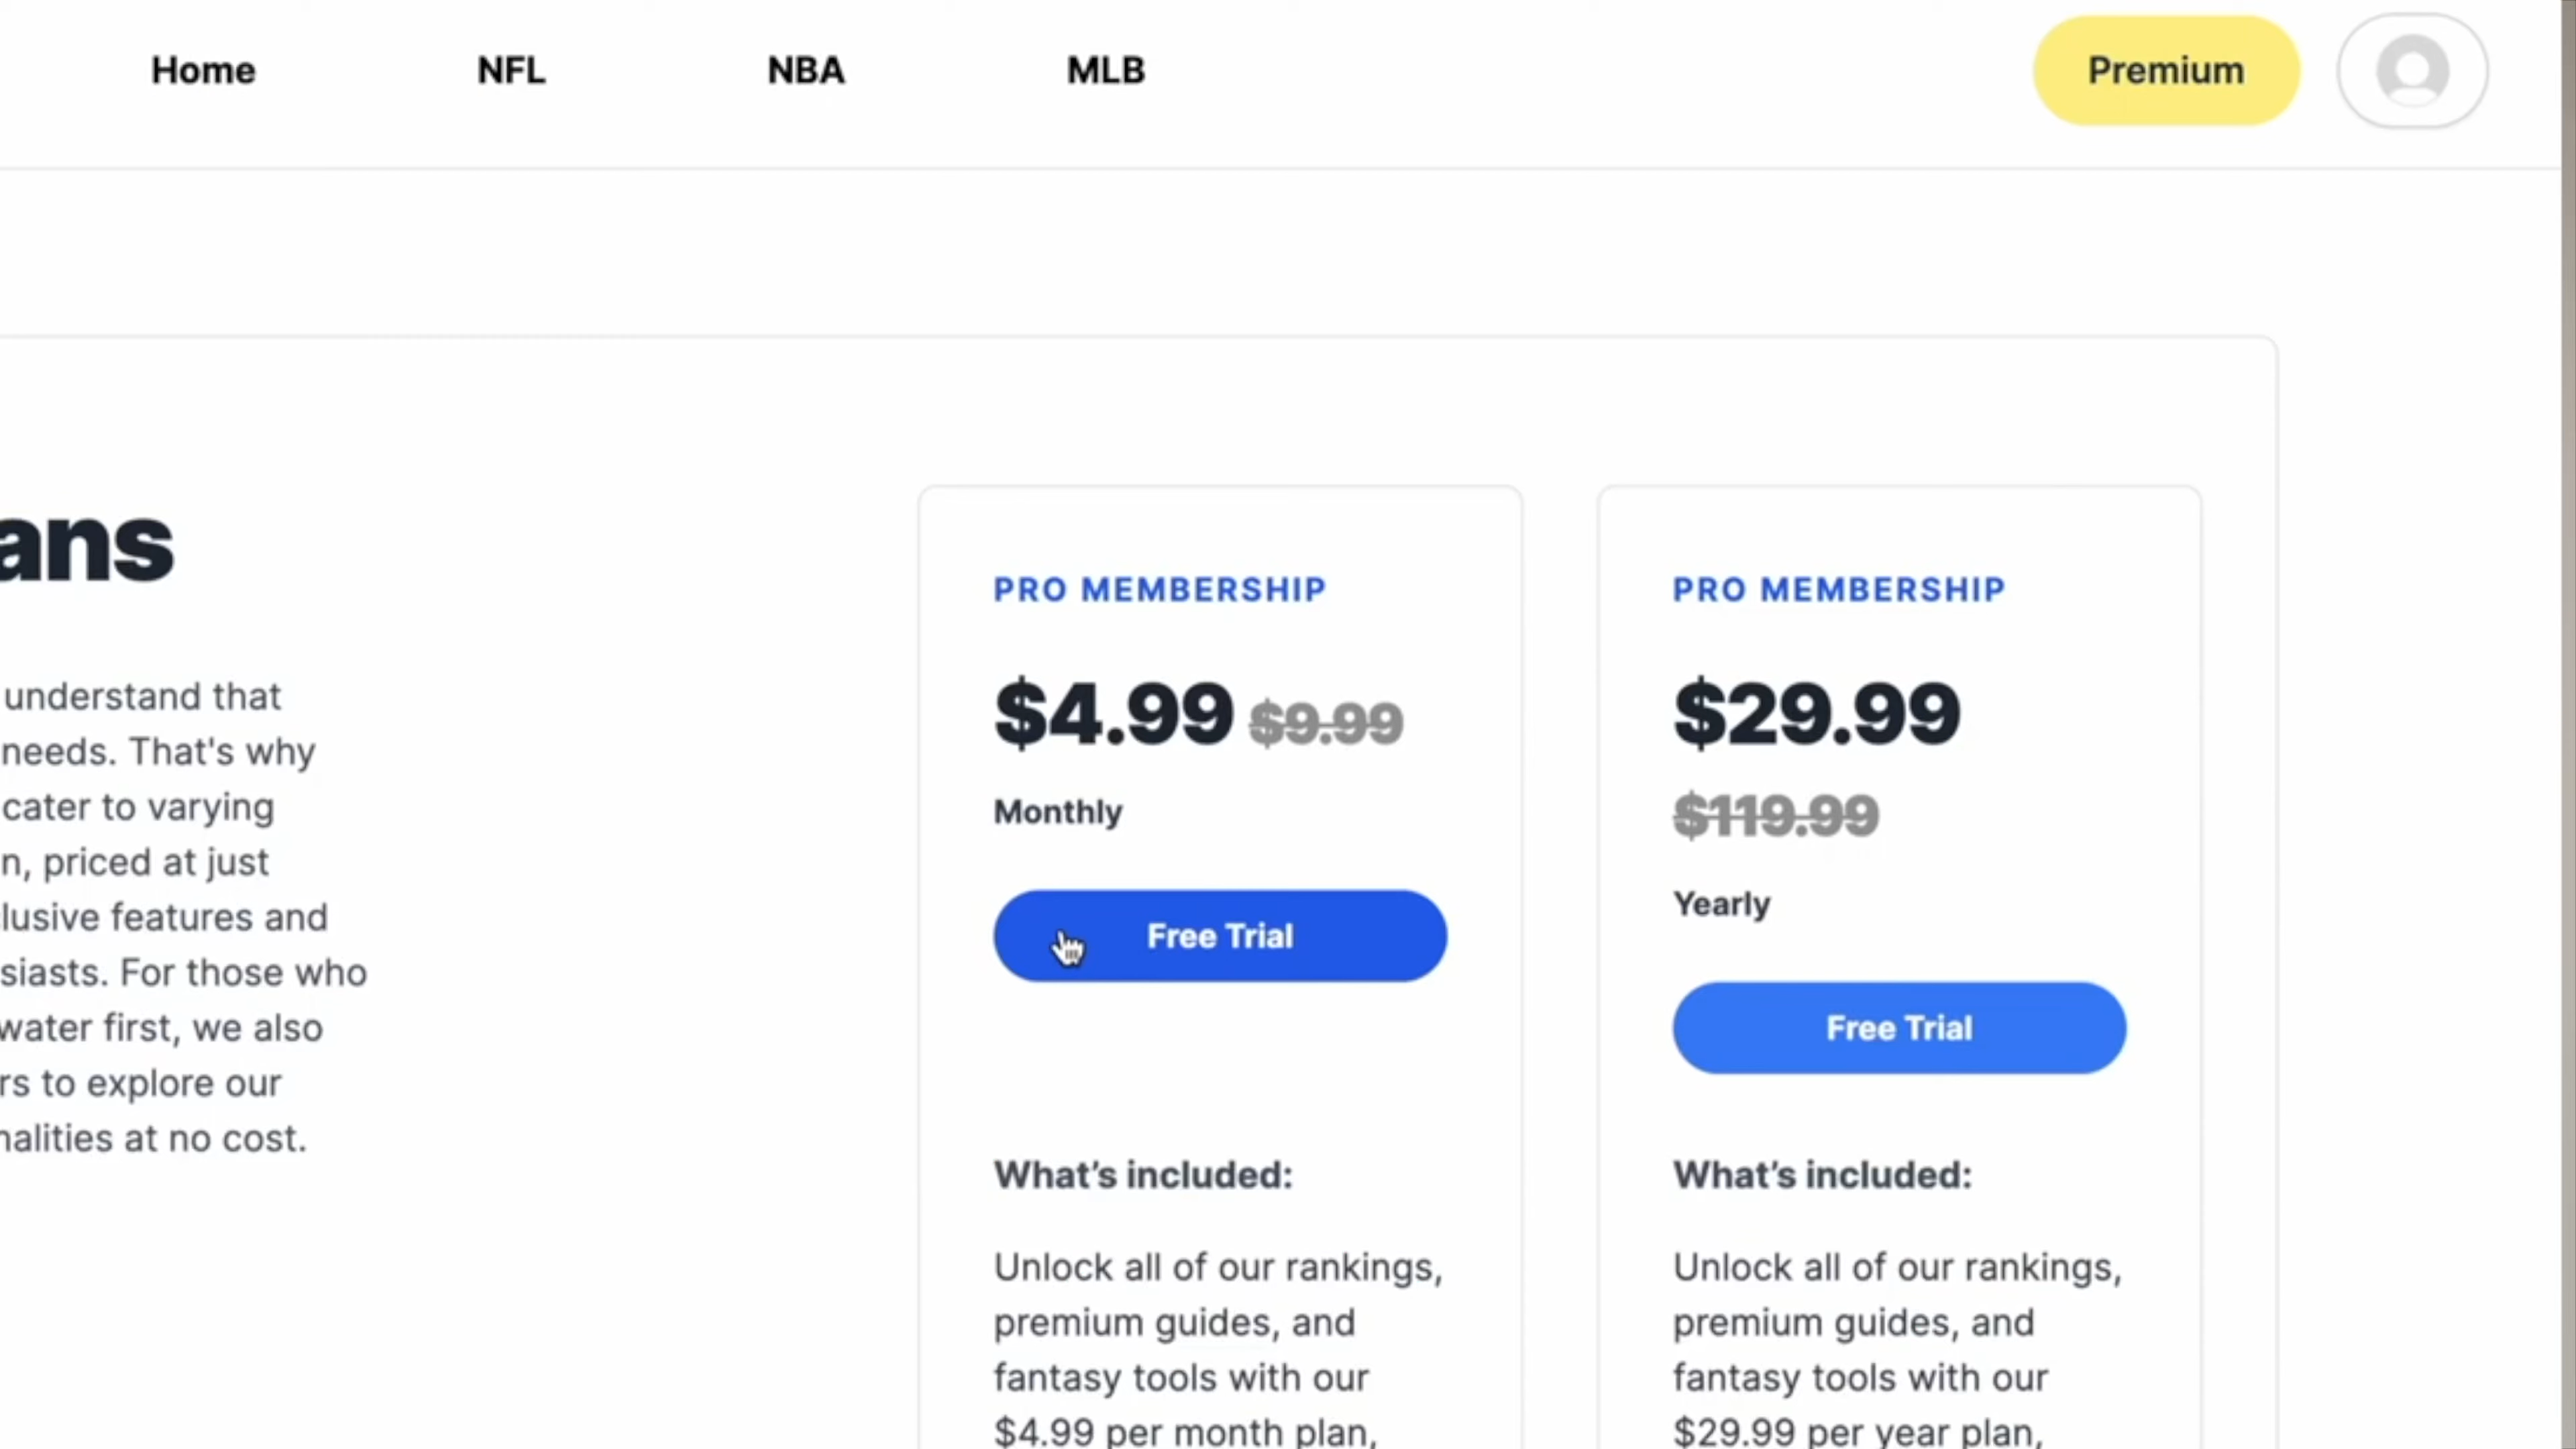 Home NFL NBA MLB Premium
ans
understand that
needs. That's why
cater to varying
n, priced at just
lusive features and
siasts. For those who
water first, we also
rs to explore our
nalities at no cost.
PRO MEMBERSHIP
$4.99 $9.99
Monthly
Free Trial
What's included:
Unlock all of our rankings,
premium guides, and
fantasy tools with our
$4.99 per month plan,
PRO MEMBERSHIP
$29.99
$119.99
Yearly
Free Trial
What's included:
Unlock all of our rankings,
premium guides, and
fantasy tools with our
$29.99 per year plan,